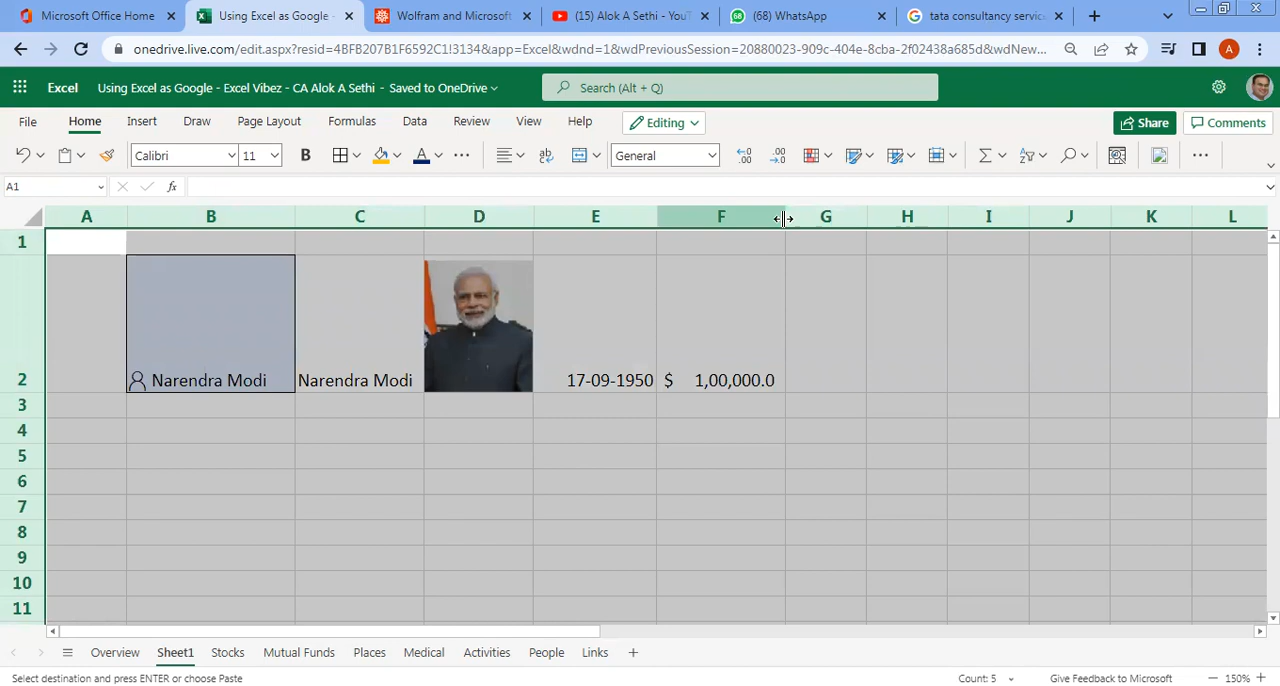 Microsoft Office Home
Using Excel as Google -
Wolfram and Microsoft
(15) Alok A Sethi - YouT
(68) WhatsApp
tata consultancy servic
onedrive.live.com/edit.aspx?resid=4BFB207B1F6592C1!3134&app=Excel&wdnd=1&wdPreviousSession=20880023-909c-404e-8cba-2f02438a685d&wdNew...
A
Excel
Using Excel as Google - Excel Vibez - CA Alok A Sethi - Saved to OneDrive
Search (Alt + Q)
File Home Insert Draw Page Layout Formulas Data Review View Help Editing Share Comments
Calibri 11 B A General
A1 fx
A B C D E F G H I J K L
1
2 Narendra Modi Narendra Modi 17-09-1950 $ 1,00,000.0
3
4
5
6
7
8
9
10
11
Overview Sheet1 Stocks Mutual Funds Places Medical Activities People Links
Select destination and press ENTER or choose Paste Count: 5 Give Feedback to Microsoft 150%